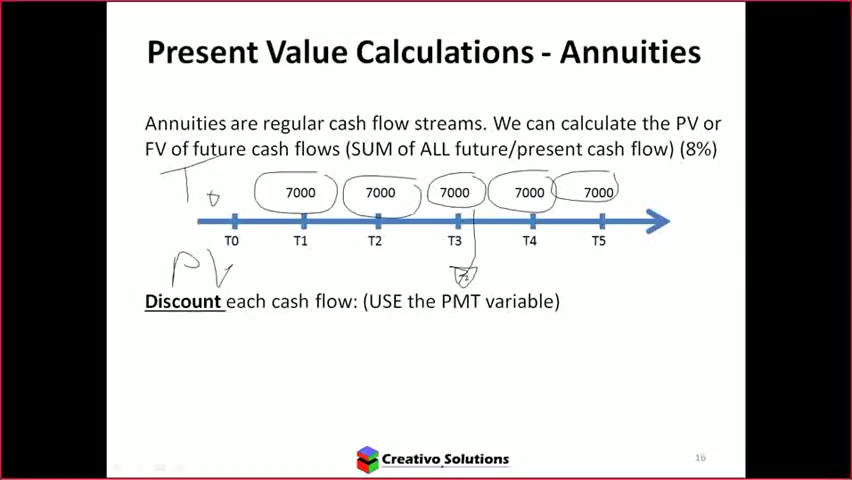 Present Value Calculations - Annuities
Annuities are regular cash flow streams. We can calculate the PV or
FV of future cash flows (SUM of ALL future/present cash flow) (8%)
T0
7000 7000 7000 7000 7000
T0 T1 T2 T3 T4 T5
PV
Discount each cash flow: (USE the PMT variable)
Creativo Solutions
16